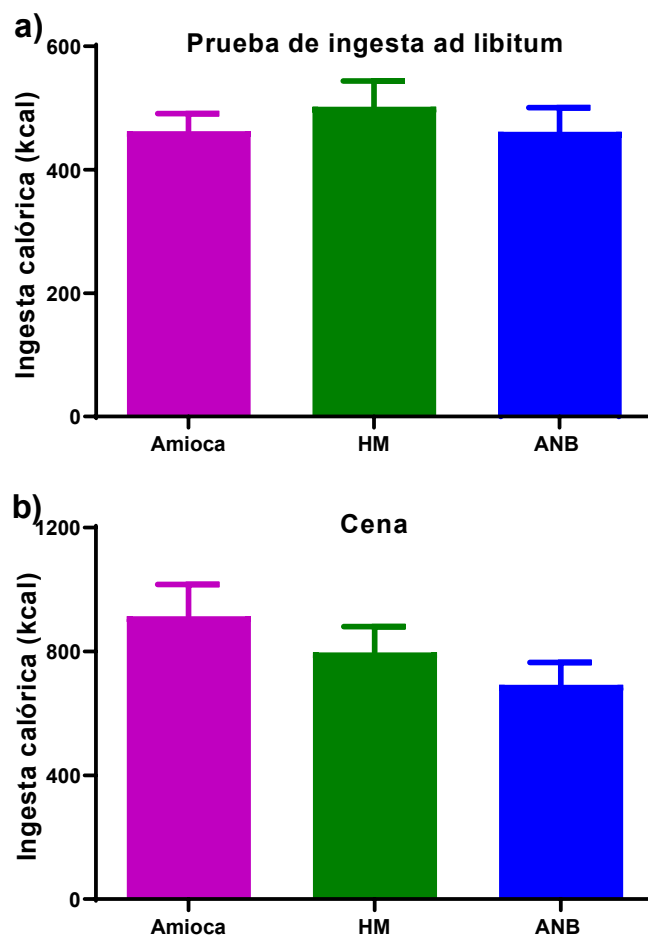 a)
Prueba de ingesta ad libitum
Ingesta calórica (kcal)
600
400
200
0
Amioca HM ANB
b)
Cena
Ingesta calórica (kcal)
1200
800
400
0
Amioca HM ANB